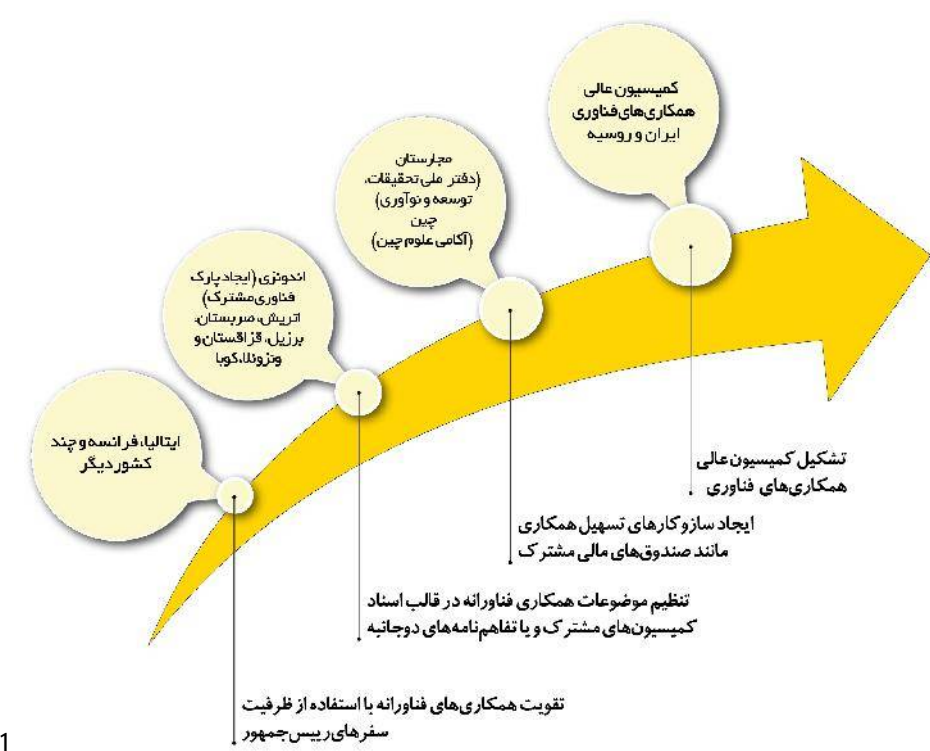 کمیسیون عالی
همکاری‌های فناوری
ایران و روسیه
مجارستان
(دفتر ملی تحقیقات،
توسعه و نوآوری)
چین
(آکامی علوم چین)
اندونزی (ایجاد پارک
فناوری مشترک)
اتریش، صربستان،
برزیل، قزاقستان و
ونزوئلا، کوبا
ایتالیا، فرانسه و چند
کشور دیگر
تشکیل کمیسیون عالی
همکاری‌های فناوری
ایجاد سازوکارهای تسهیل همکاری
مانند صندوق‌های مالی مشترک
تنظیم موضوعات همکاری فناورانه در قالب اسناد
کمیسیون‌های مشترک و یا تفاهم‌نامه‌های دوجانبه
تقویت همکاری‌های فناورانه با استفاده از ظرفیت
سفرهای رییس‌جمهور
1